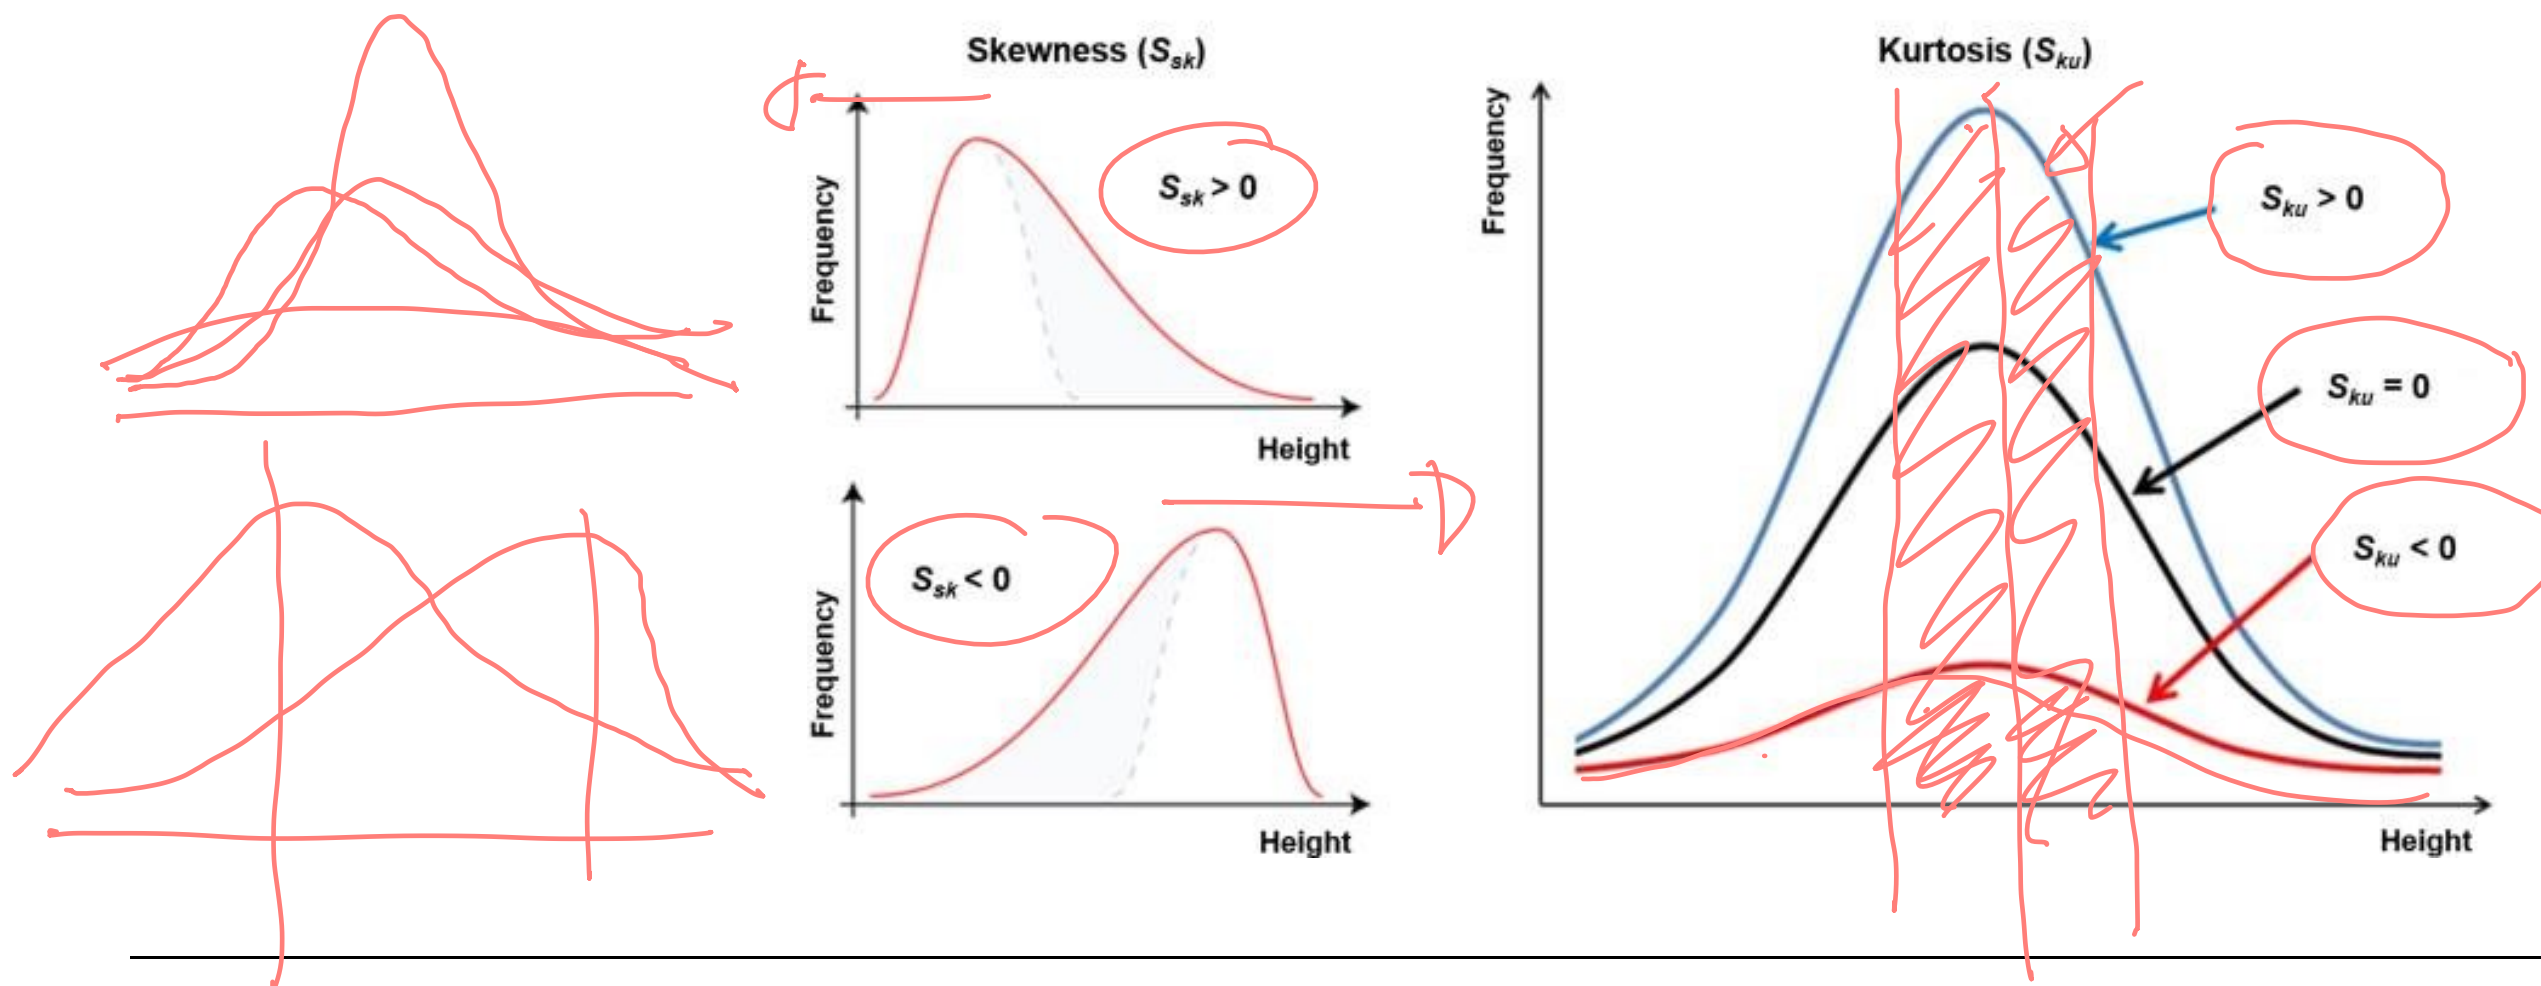 Skewness (Ssk)
Frequency
Ssk > 0
Height
Frequency
Ssk < 0
Height
Kurtosis (Sku)
Frequency
Sku > 0
Sku = 0
Sku < 0
Height